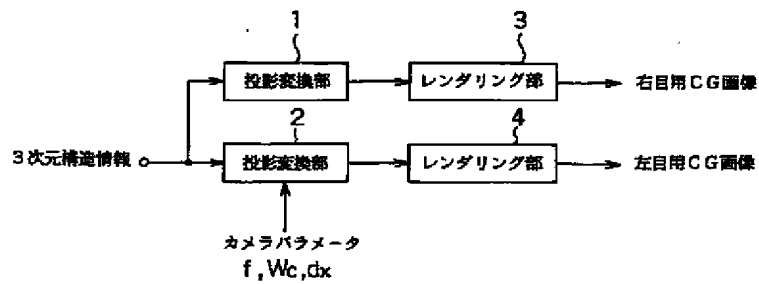 1
3
投影変換部
レンダリング部
右目用CG画像
2
4
3次元構造情報
投影変換部
レンダリング部
左目用CG画像
カメラパラメータ
f,Wc,dx